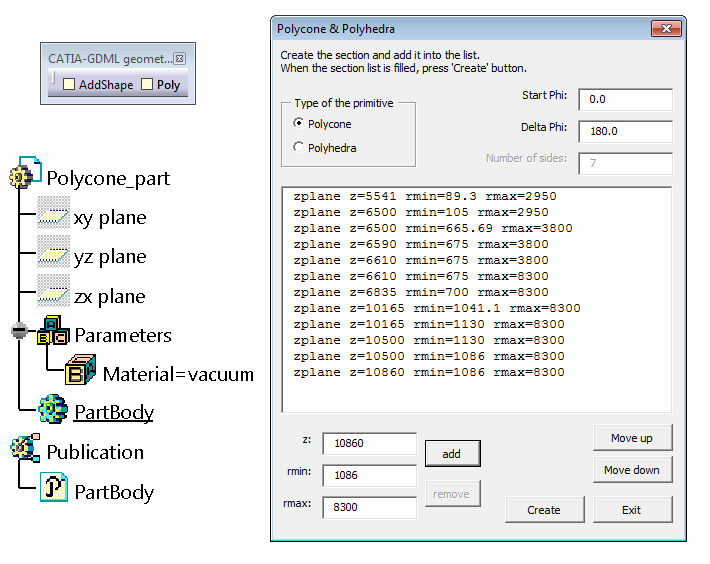 CATIA-GDML geomet...
AddShape Poly
Polycone_part
xy plane
yz plane
zx plane
Parameters
Material=vacuum
PartBody
Publication
PartBody
Polycone & Polyhedra
Create the section and add it into the list.
When the section list is filled, press 'Create' button.
Type of the primitive
Polycone
Polyhedra
Start Phi: 0.0
Delta Phi: 180.0
Number of sides: 7
zplane z=5541 rmin=89.3 rmax=2950
zplane z=6500 rmin=105 rmax=2950
zplane z=6500 rmin=665.69 rmax=3800
zplane z=6590 rmin=675 rmax=3800
zplane z=6610 rmin=675 rmax=3800
zplane z=6610 rmin=675 rmax=8300
zplane z=6835 rmin=700 rmax=8300
zplane z=10165 rmin=1041.1 rmax=8300
zplane z=10165 rmin=1130 rmax=8300
zplane z=10500 rmin=1130 rmax=8300
zplane z=10500 rmin=1086 rmax=8300
zplane z=10860 rmin=1086 rmax=8300
z: 10860
rmin: 1086
rmax: 8300
add
remove
Move up
Move down
Create
Exit